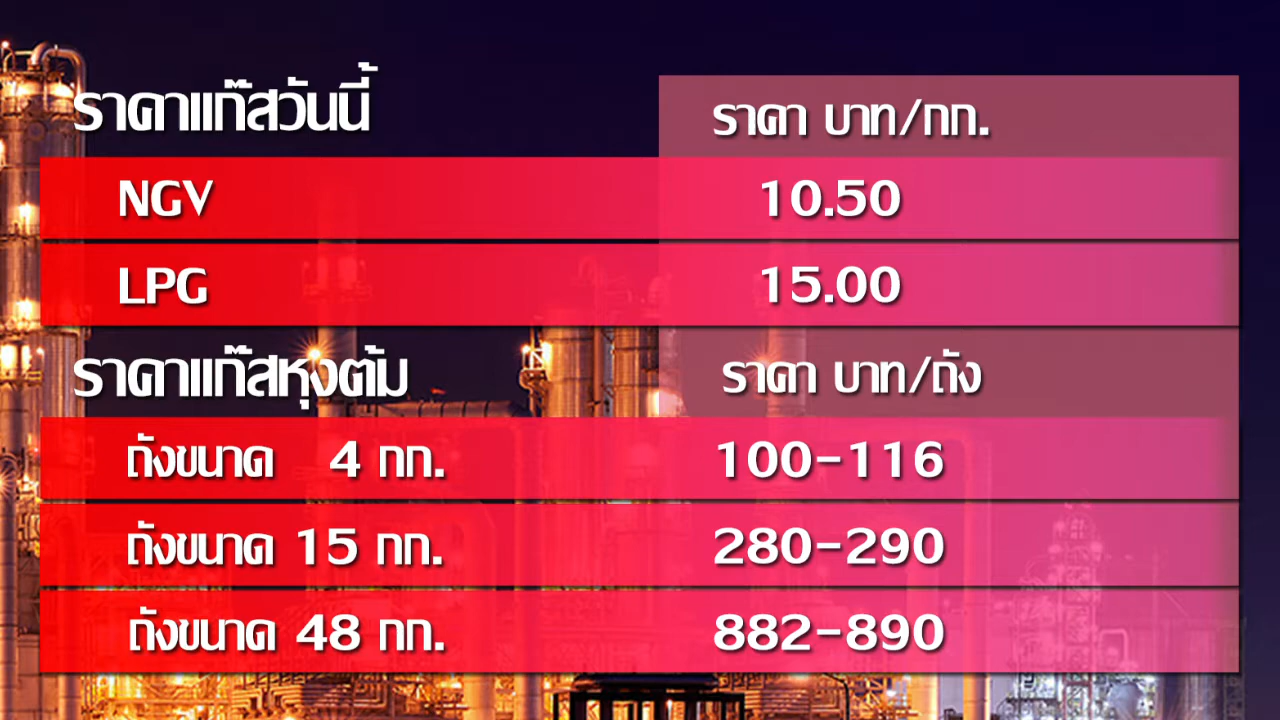 ราคาแก๊สวันนี้ ราคา บาท/กก.
NGV 10.50
LPG 15.00
ราคาแก๊สหุงต้ม ราคา บาท/ถัง
ถังขนาด 4 กก. 100-116
ถังขนาด 15 กก. 280-290
ถังขนาด 48 กก. 882-890